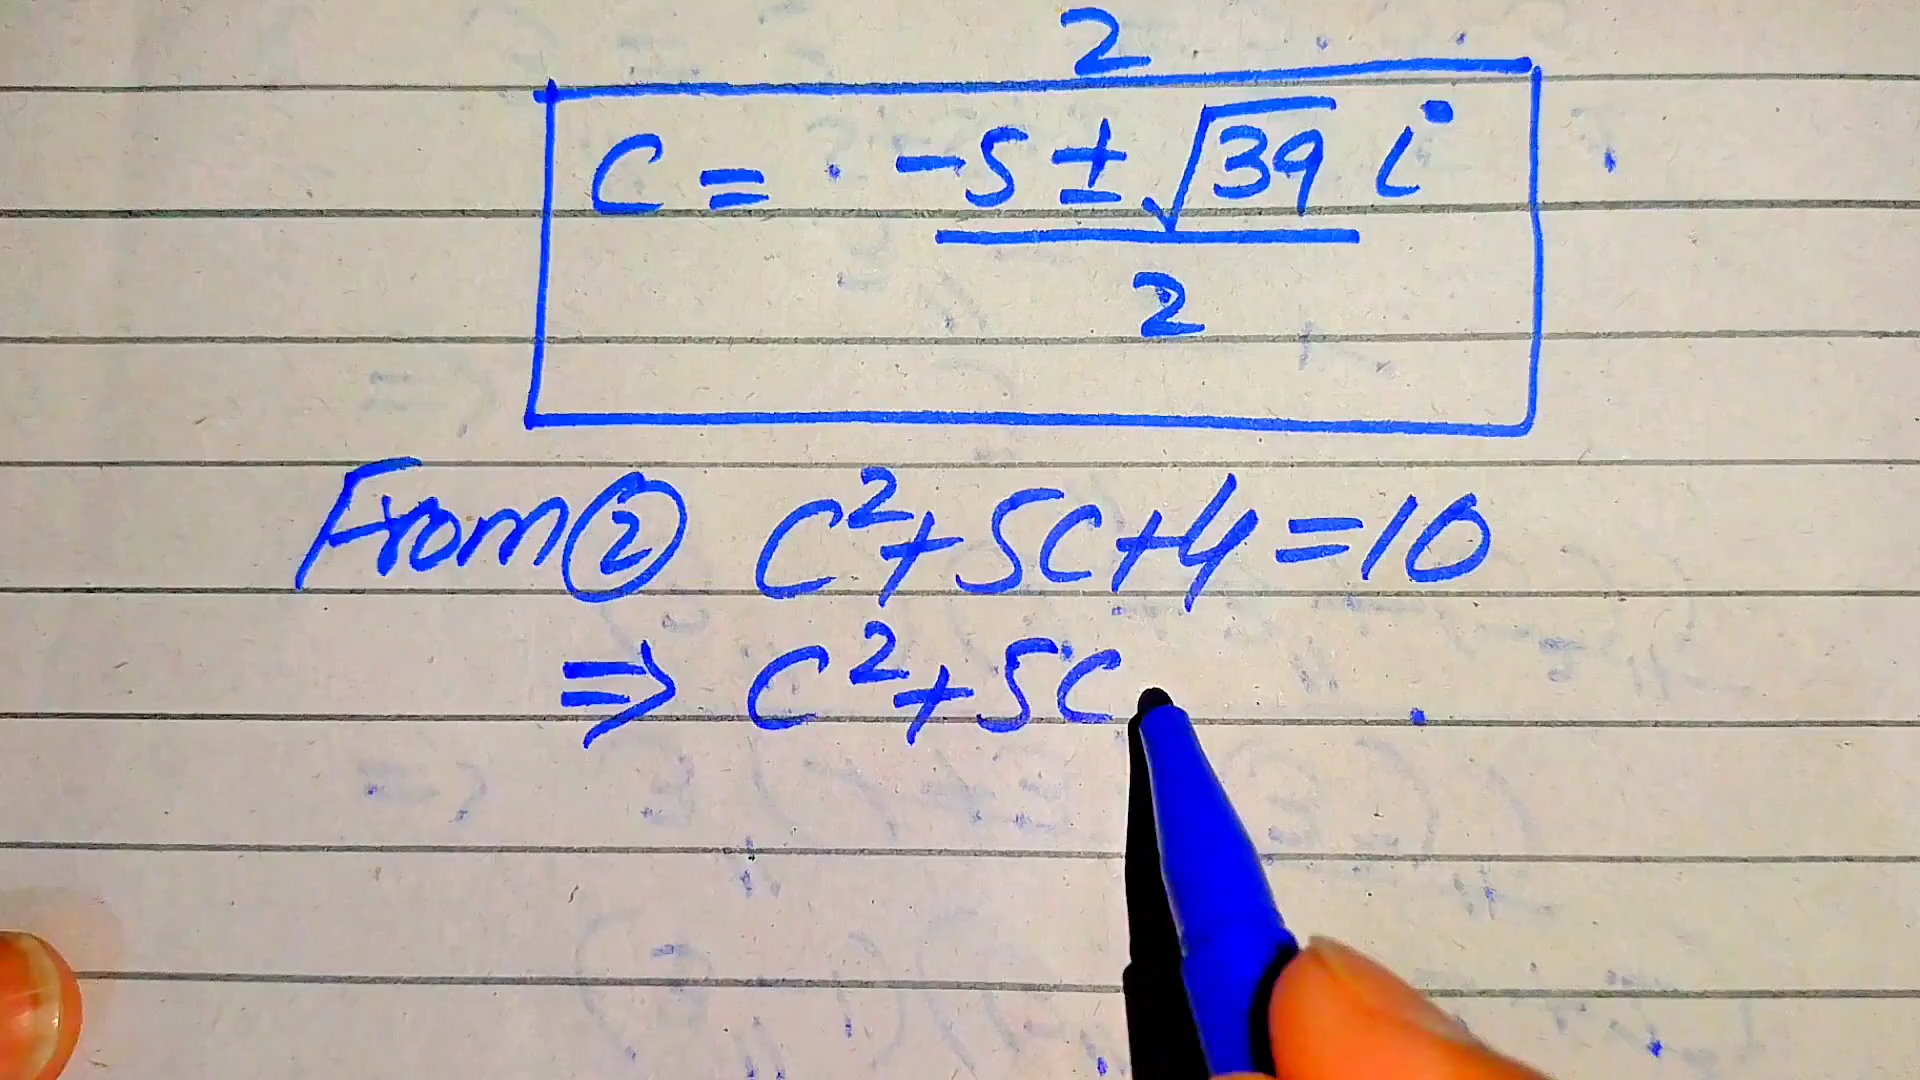 2
C = -5 ± √39 i
2
From ② C² + 5C + 4 = 10
⇒ C² + 5C